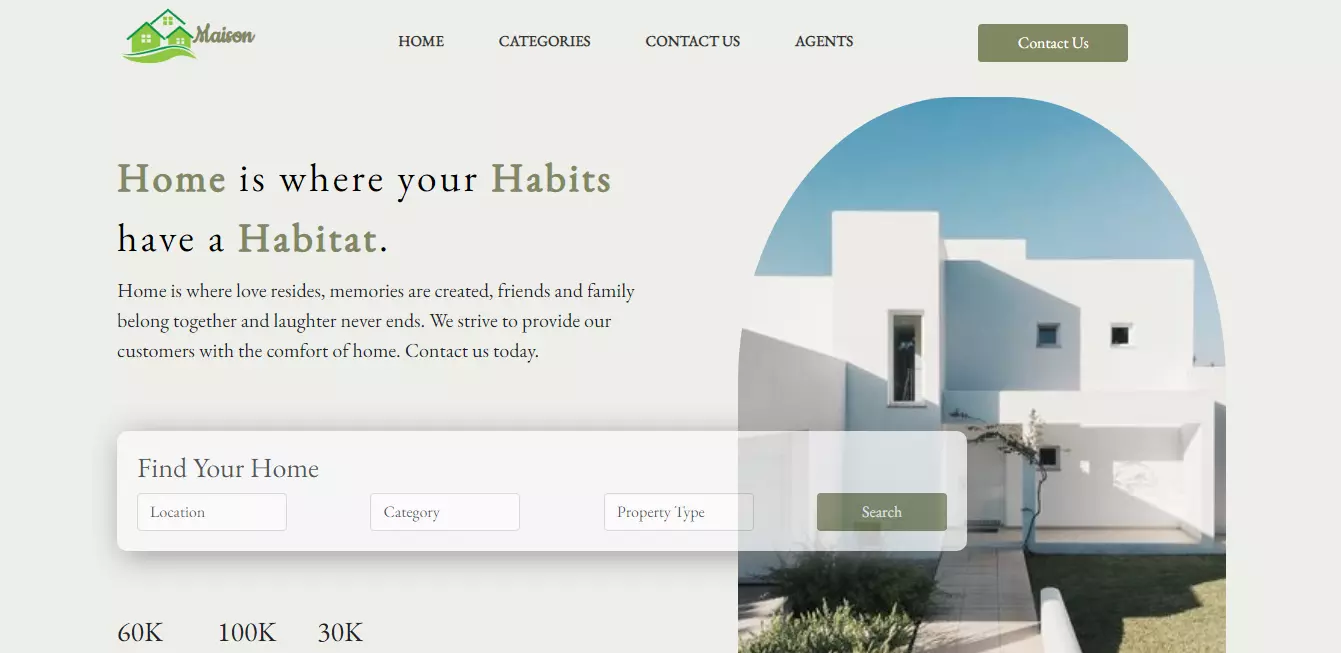 Maison
HOME
CATEGORIES
CONTACT US
AGENTS
Contact Us
Home is where your Habits
have a Habitat.
Home is where love resides, memories are created, friends and family
belong together and laughter never ends. We strive to provide our
customers with the comfort of home. Contact us today.
Find Your Home
Location
Category
Property Type
Search
60K
100K
30K